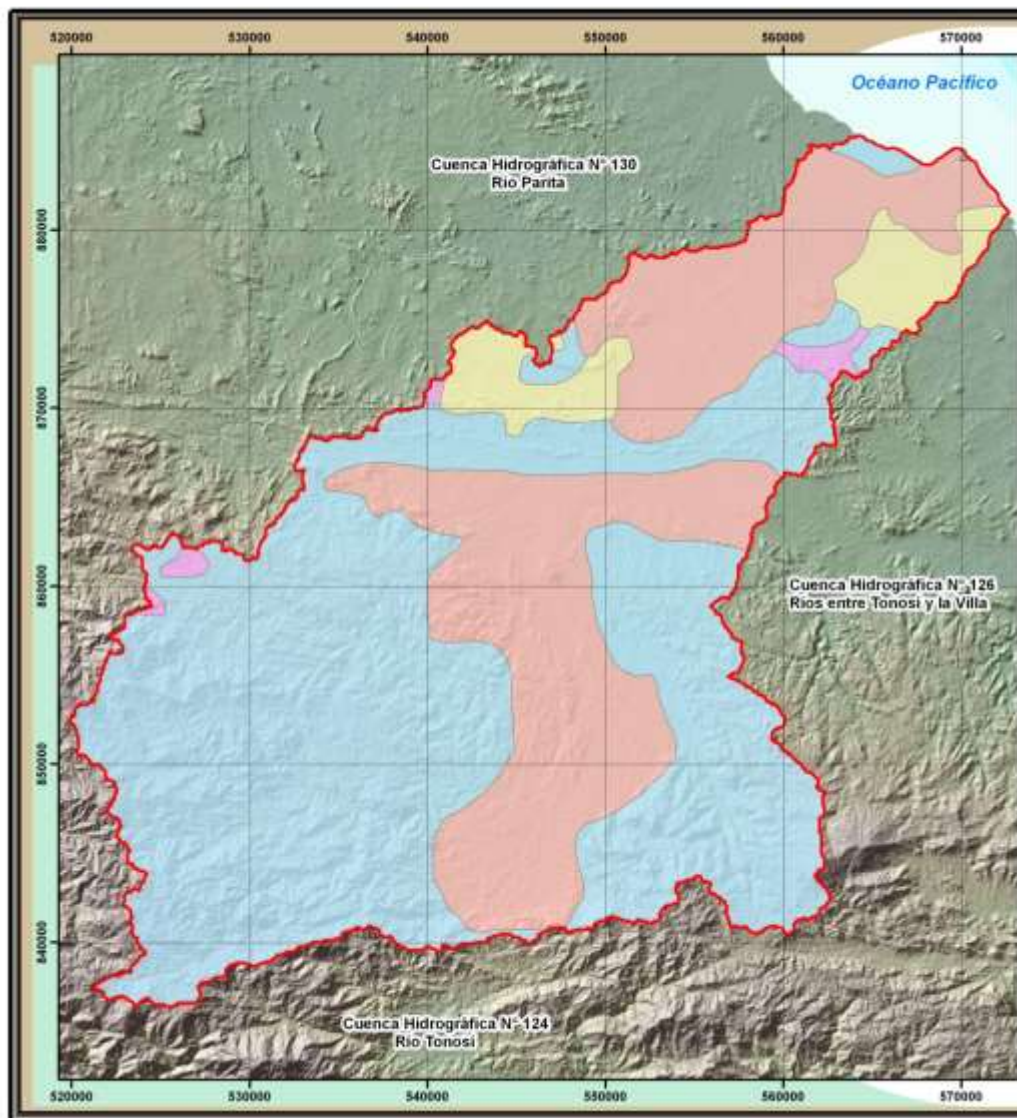 520000 530000 540000 550000 560000 570000
Océano Pacífico
Cuenca Hidrográfica N° 130
Río Parita
880000
870000
860000
Cuenca Hidrográfica N° 126
Ríos entre Tonosí y la Villa
850000
840000
Cuenca Hidrográfica N° 124
Río Tonosí
520000 530000 540000 550000 560000 570000